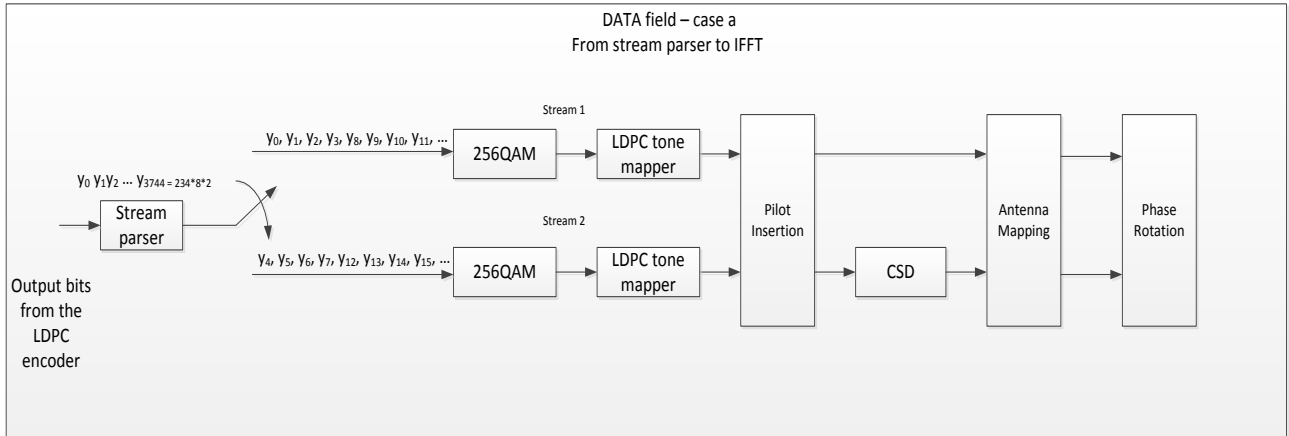 DATA field – case a
From stream parser to IFFT
Stream 1
y0, y1, y2, y3, y8, y9, y10, y11, ...
256QAM
LDPC tone
mapper
y0 y1y2 ... y3744 = 234*8*2
Stream
parser
Pilot
Insertion
Antenna
Mapping
Phase
Rotation
Stream 2
y4, y5, y6, y7, y12, y13, y14, y15, ...
256QAM
LDPC tone
mapper
CSD
Output bits
from the
LDPC
encoder